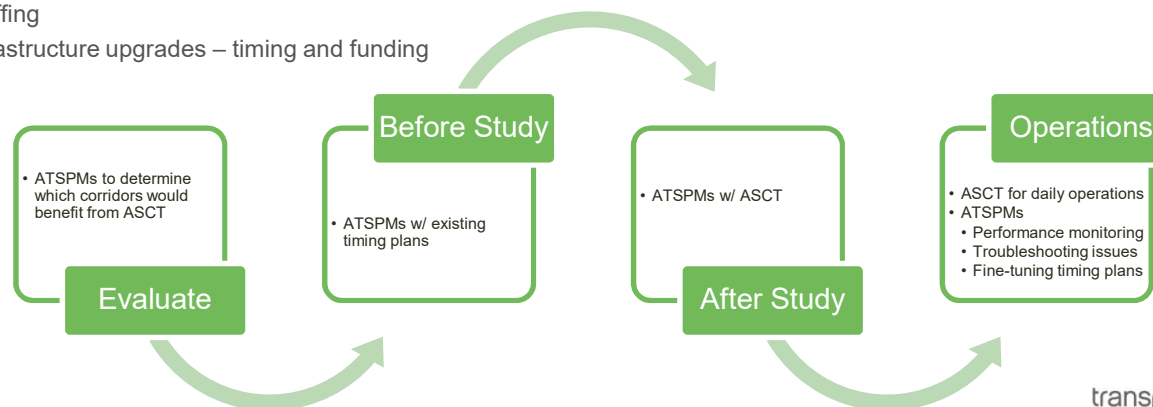 ffing
astructure upgrades – timing and funding
Before Study
Operations
• ATSPMs to determine
which corridors would
benefit from ASCT
• ATSPMs w/ existing
timing plans
• ATSPMs w/ ASCT
• ASCT for daily operations
• ATSPMs
• Performance monitoring
• Troubleshooting issues
• Fine-tuning timing plans
Evaluate
After Study
trans